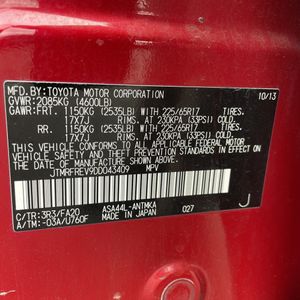 MFD.BY:TOYOTA MOTOR CORPORATION 10/13
GVWR:2085KG (4600LB)
GAWR:FRT. 1150KG (2535LB) WITH 225/65R17 TIRES,
17X7J RIMS, AT 230KPA (33PSI) COLD
RR. 1150KG (2535LB) WITH 225/65R17 TIRES,
17X7J RIMS, AT 230KPA (33PSI) COLD
THIS VEHICLE CONFORMS TO ALL APPLICABLE
FEDERAL MOTOR VEHICLE SAFETY AND
STANDARDS IN EFFECT ON THE DATE OF
MANUFACTURE SHOWN ABOVE.
JTMRFREV9DD043409 MPV
C/TR:3R3/FA20 ASA44L-ANTMKA J
A/TM:-03A/U760F MADE IN JAPAN 027